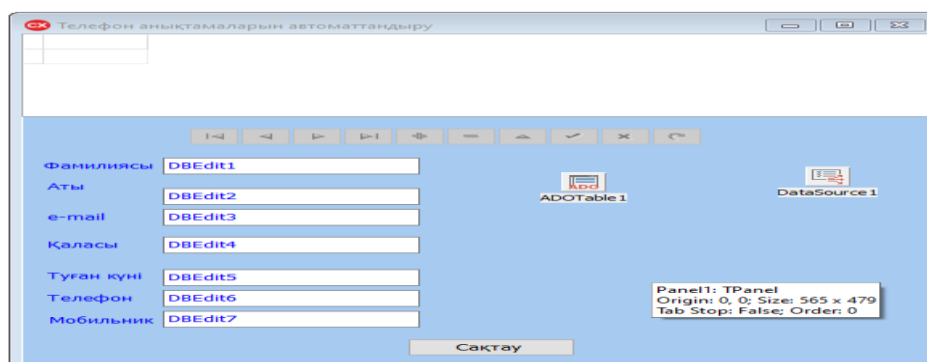 Телефон анықтамаларын автоматтандыру
Фамилиясы DBEdit1
Аты DBEdit2
e-mail DBEdit3
Қаласы DBEdit4
Туған күні DBEdit5
Телефон DBEdit6
Мобильник DBEdit7
ADO
ADOTable1
DataSource1
Panel1: TPanel
Origin: 0, 0; Size: 565 x 479
Tab Stop: False; Order: 0
Сақтау